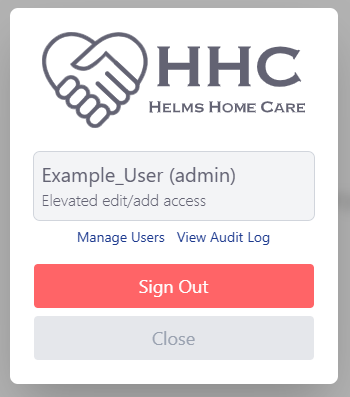 HHC
Helms Home Care
Example_User (admin)
Elevated edit/add access
Manage Users View Audit Log
Sign Out
Close